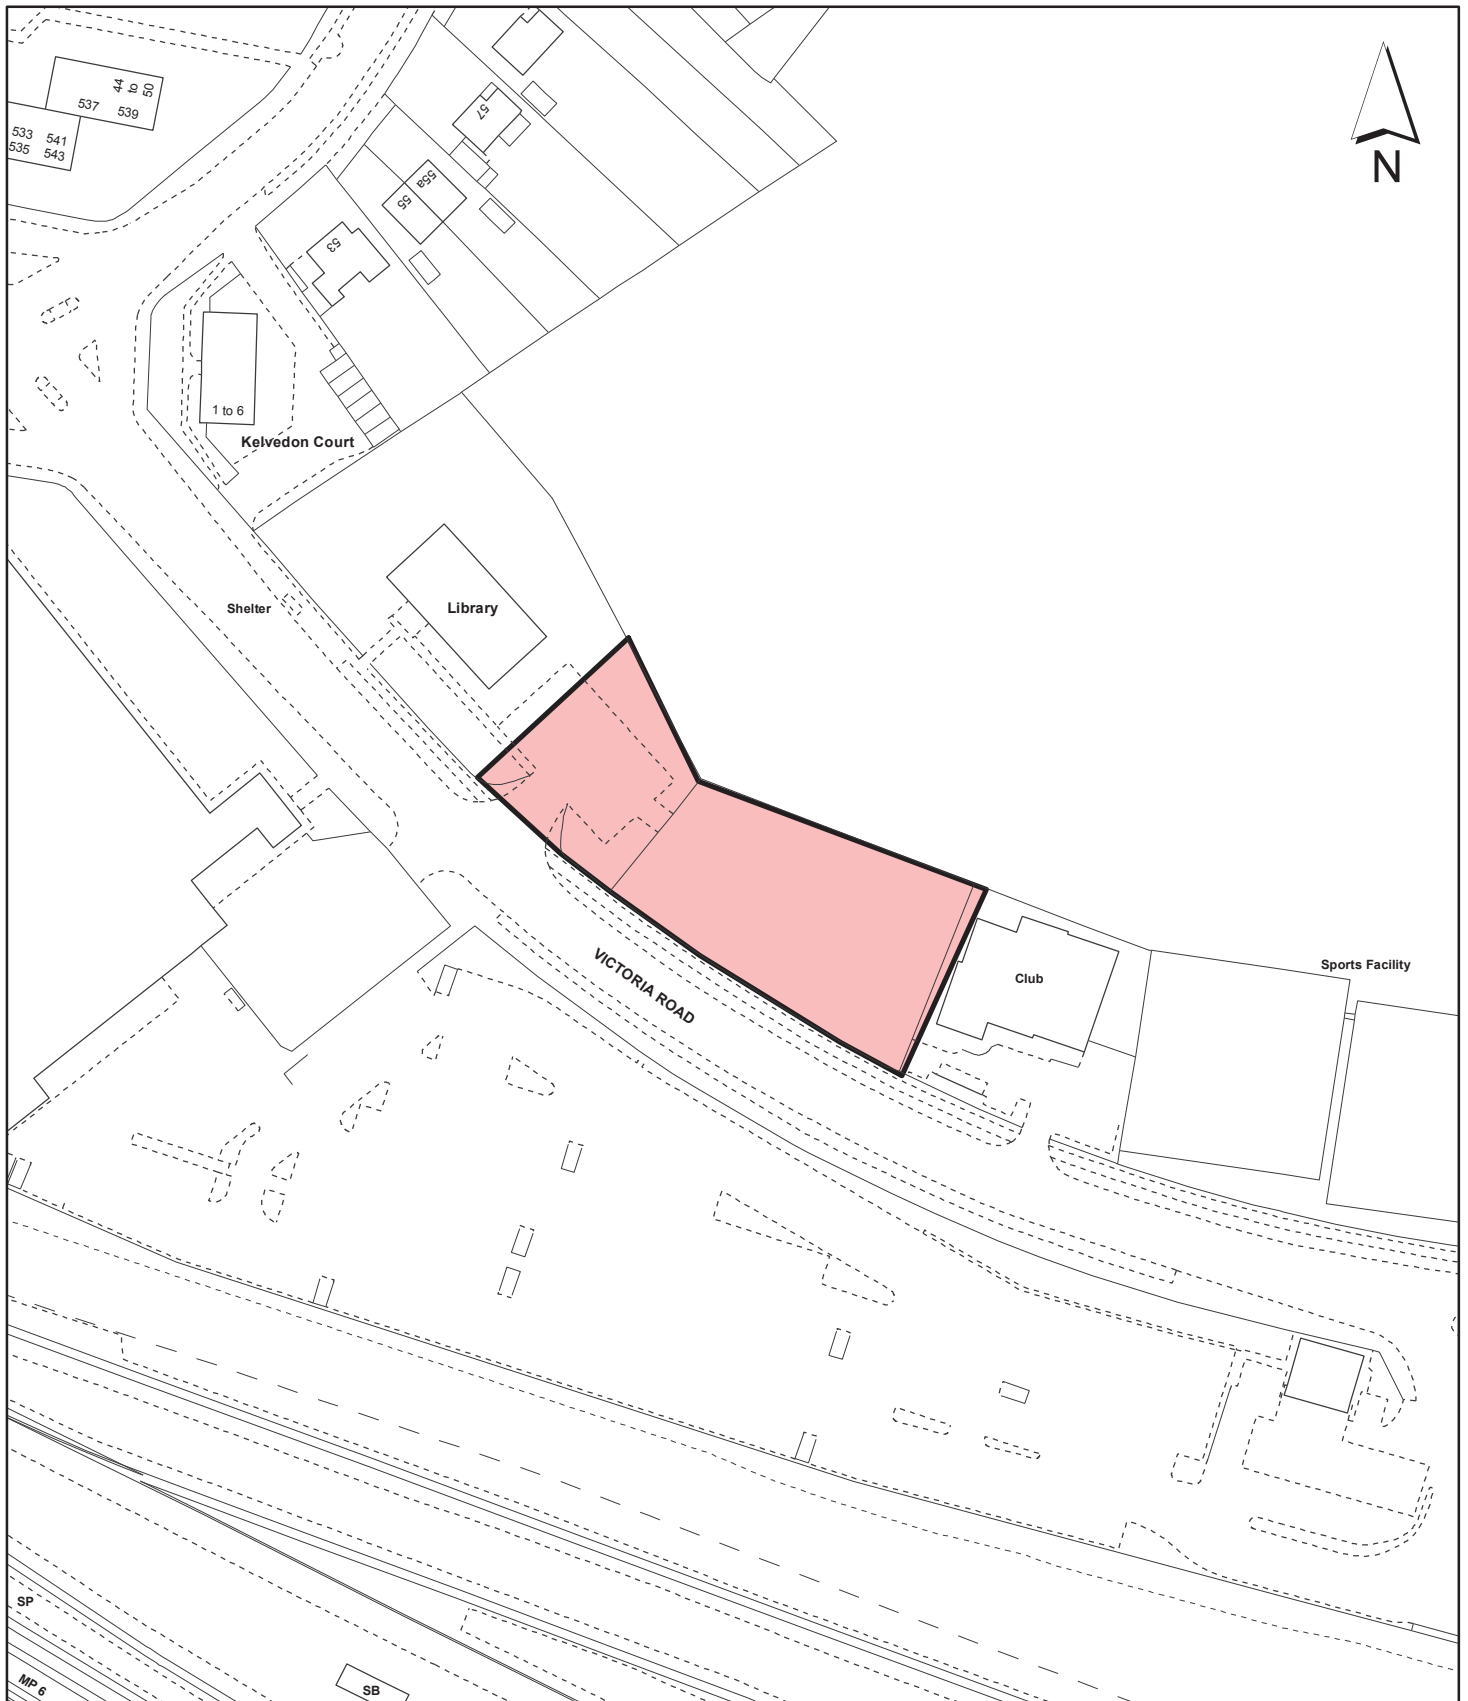 44
to
50
537 539
533 541
535 543
57
55a
55
53
N
1 to 6
Kelvedon Court
Shelter
Library
VICTORIA ROAD
Club
Sports Facility
SP
MP 6
SB